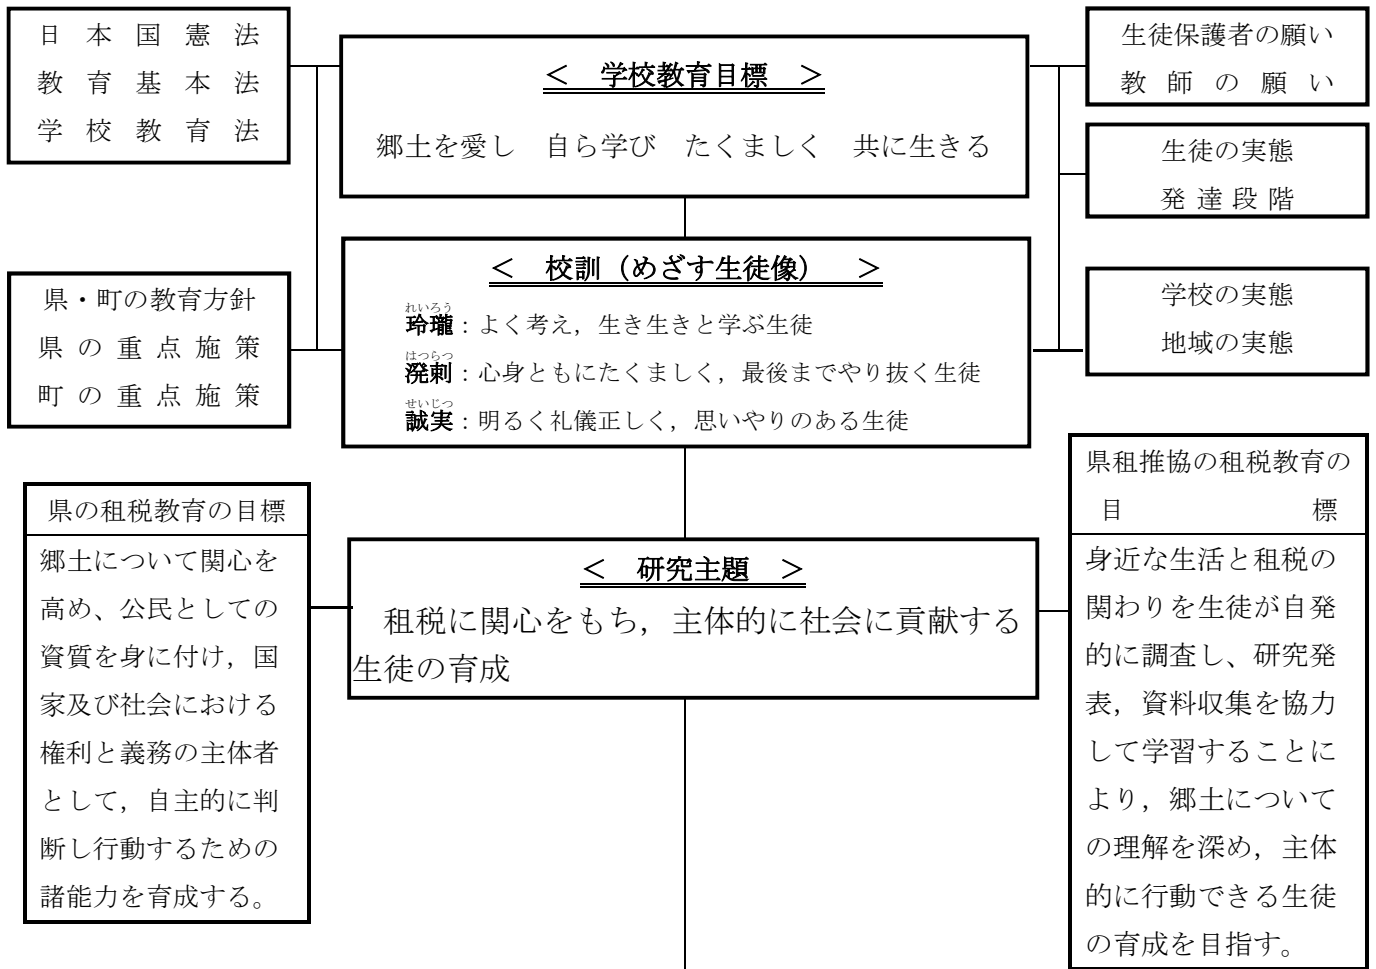 日本国憲法
教育基本法
学校教育法
＜　学校教育目標　＞
郷土を愛し　自ら学び　たくましく　共に生きる
生徒保護者の願い
教師の願い
生徒の実態
発達段階
県・町の教育方針
県の重点施策
町の重点施策
＜　校訓（めざす生徒像）　＞
れいろう
玲瓏：よく考え，生き生きと学ぶ生徒
はつらつ
溌剌：心身ともにたくましく，最後までやり抜く生徒
せいじつ
誠実：明るく礼儀正しく，思いやりのある生徒
学校の実態
地域の実態
県の租税教育の目標
郷土について関心を
高め、公民としての
資質を身に付け，国
家及び社会における
権利と義務の主体者
として，自主的に判
断し行動するための
諸能力を育成する。
＜　研究主題　＞
租税に関心をもち，主体的に社会に貢献する
生徒の育成
県租推協の租税教育の
目標
身近な生活と租税の
関わりを生徒が自発
的に調査し、研究発
表，資料収集を協力
して学習することに
より，郷土について
の理解を深め，主体
的に行動できる生徒
の育成を目指す。